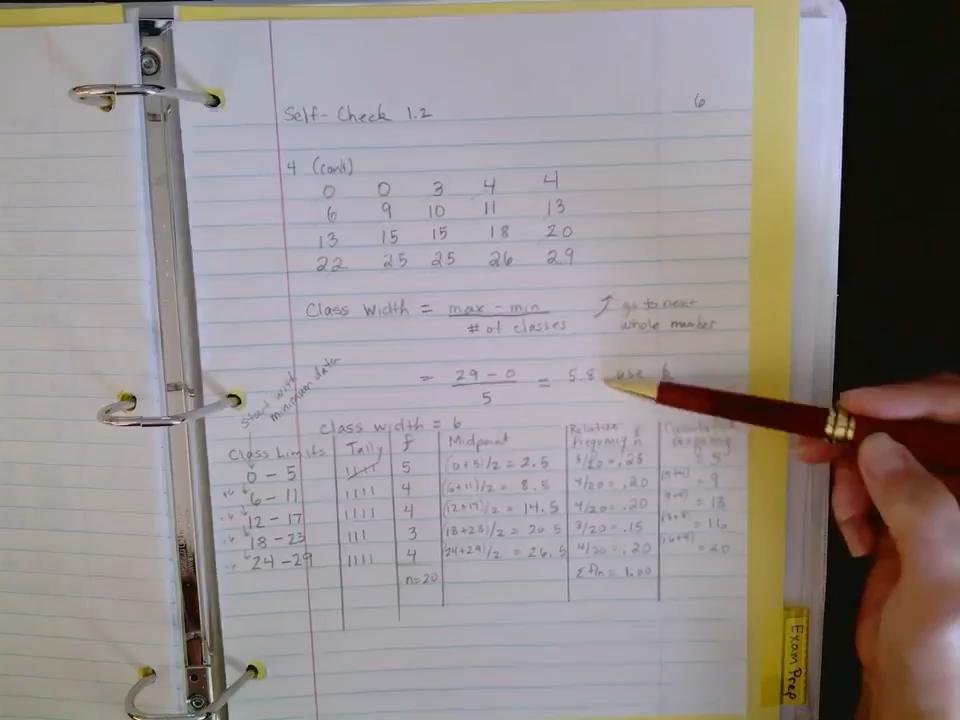 6
Self-Check 1.2
4 (cont)
0 0 3 4 4
6 9 10 11 13
13 15 15 18 20
22 25 25 26 29
Class Width = max - min / # of classes
↑ go to next
whole number
= 29 - 0 / 5 = 5.8 use 6
start with
minimum data
Class width = 6
Class Limits Tally f Midpoint Relative frequency f/n
0 - 5 5 (0+5)/2 = 2.5 5/20 = .25 5
6 - 11 |||| 4 (6+11)/2 = 8.5 4/20 = .20 = 9
12 - 17 |||| 4 (12+17)/2 = 14.5 4/20 = .20 = 13
18 - 23 ||| 3 (18+23)/2 = 20.5 3/20 = .15 = 16
24 - 29 |||| 4 (24+29)/2 = 26.5 4/20 = .20 = 20
n=20 Σf/n = 1.00
Exam Prep